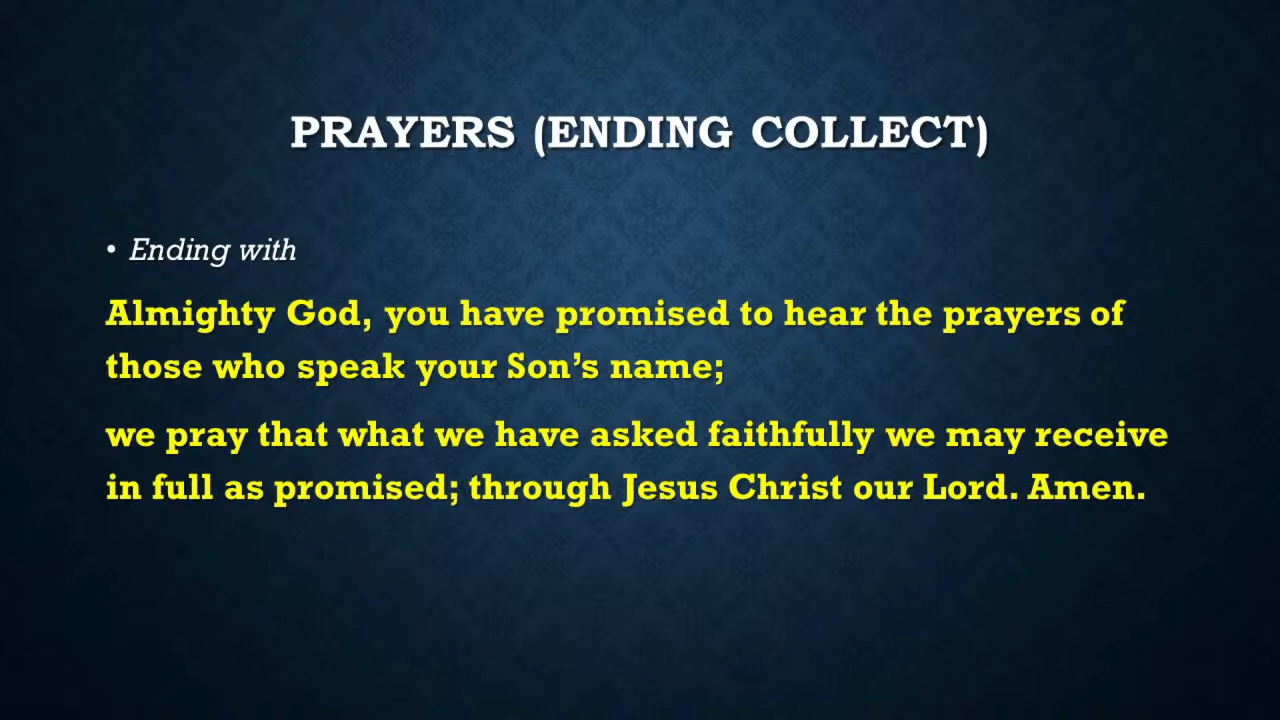 PRAYERS (ENDING COLLECT)
• Ending with
Almighty God, you have promised to hear the prayers of
those who speak your Son’s name;
we pray that what we have asked faithfully we may receive
in full as promised; through Jesus Christ our Lord. Amen.